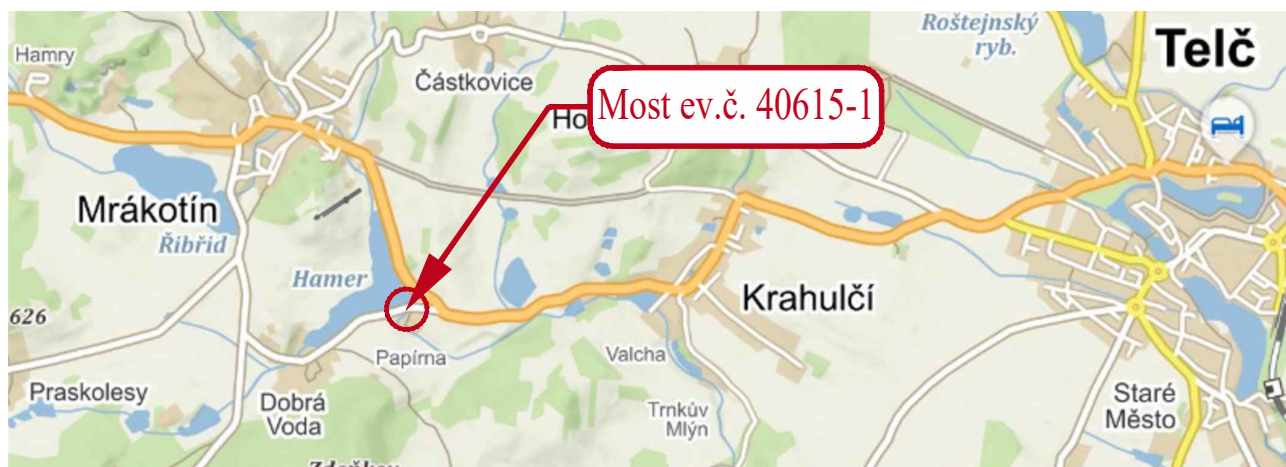 Roštejnský
ryb.
Telč
Hamry
Částkovice
Ho
Most ev.č. 40615-1
Mrákotín
Řibřid
Hamer
Krahulčí
626
Papírna
Valcha
Praskolesy
Dobrá
Voda
Trnkův
Mlýn
Staré
Město